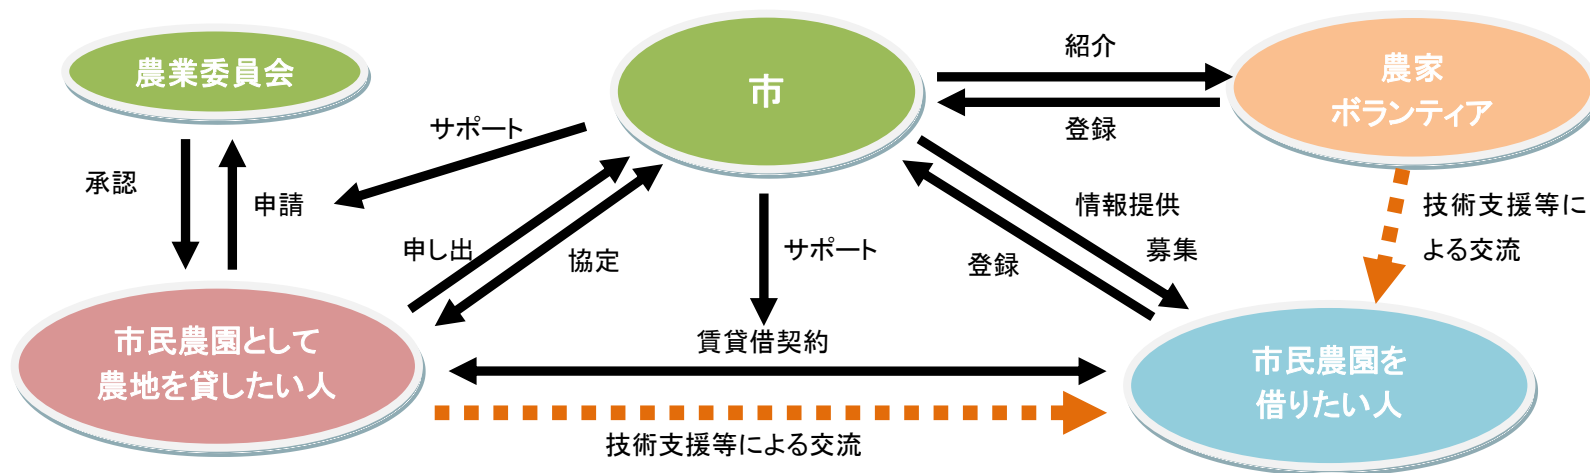 農業委員会
市
紹介
農家
ボランティア
登録
サポート
承認
申請
申し出
協定
サポート
情報提供
募集
登録
技術支援等に
よる交流
市民農園として
農地を貸したい人
賃貸借契約
市民農園を
借りたい人
技術支援等による交流